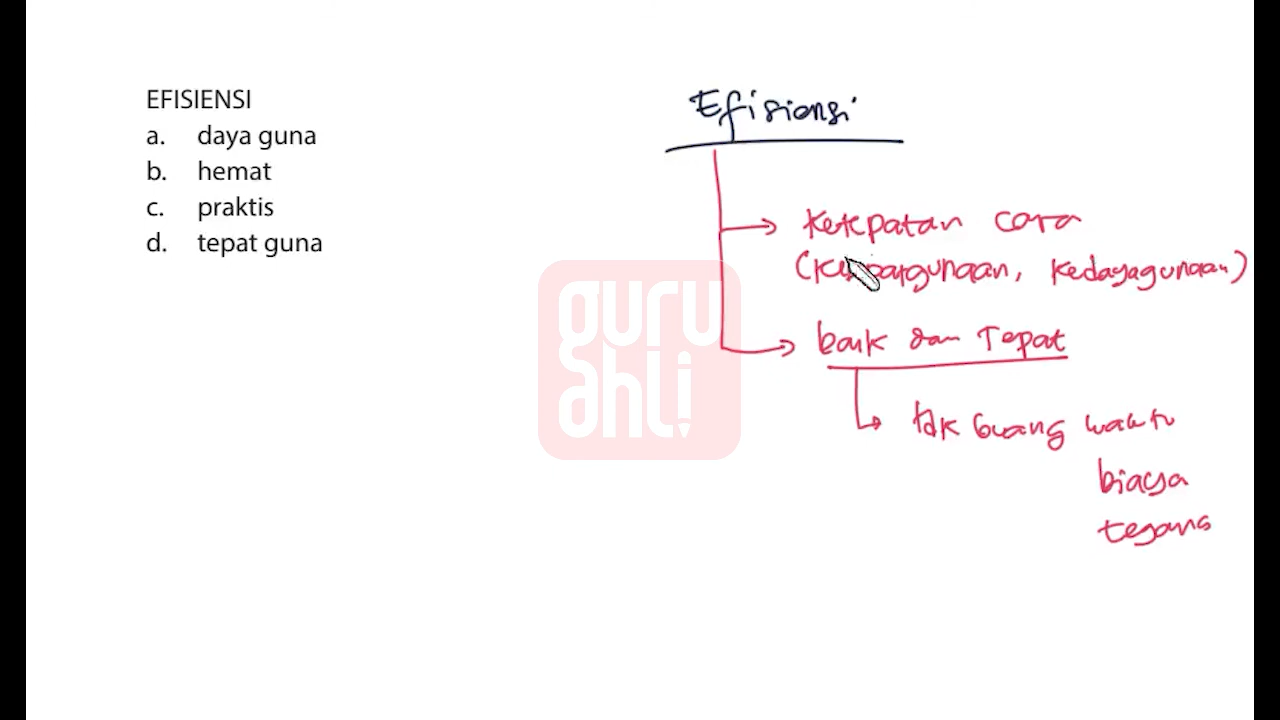 EFISIENSI
a. daya guna
b. hemat
c. praktis
d. tepat guna
Efisiensi
Ketepatan cara
kedayagunaan)
baik dan Tepat
tdk buang waktu
biaya
tegang
guru
ahli